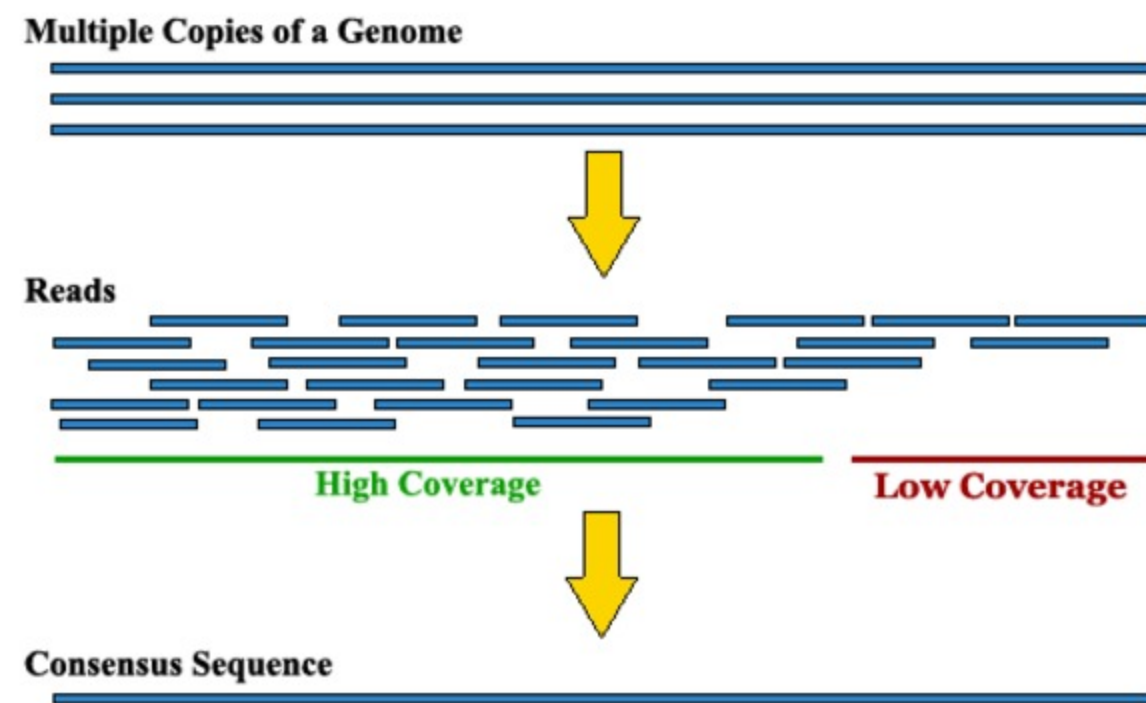 Multiple Copies of a Genome
Reads
High Coverage
Low Coverage
Consensus Sequence